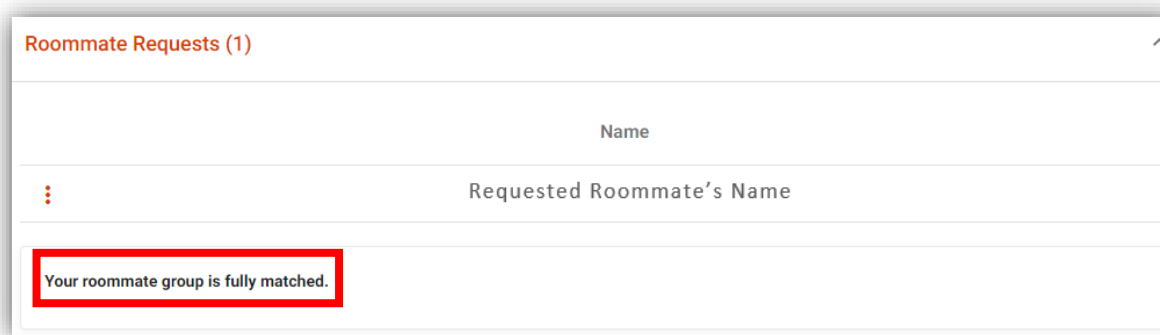 Roommate Requests (1)
Name
Requested Roommate's Name
Your roommate group is fully matched.